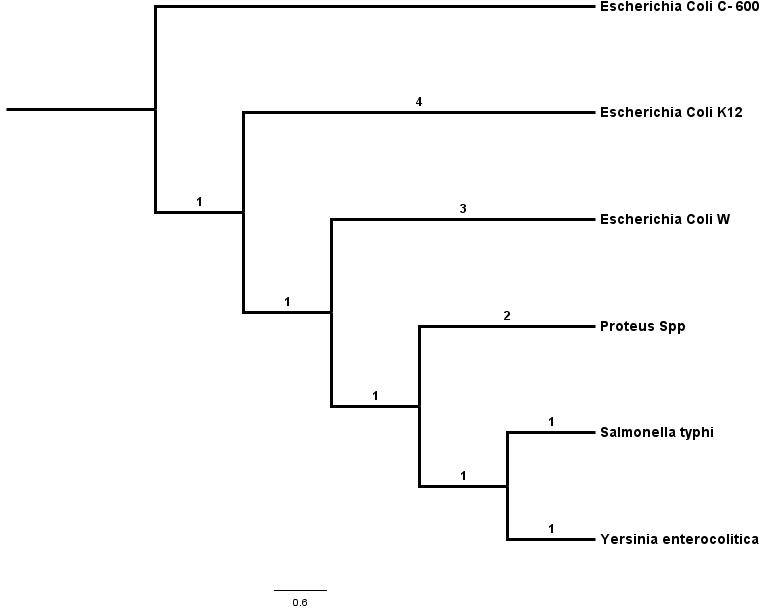 Escherichia Coli C-600
4
Escherichia Coli K12
1
3
Escherichia Coli W
1
2
Proteus Spp
1
1
Salmonella typhi
1
1
Yersinia enterocolitica
0.6